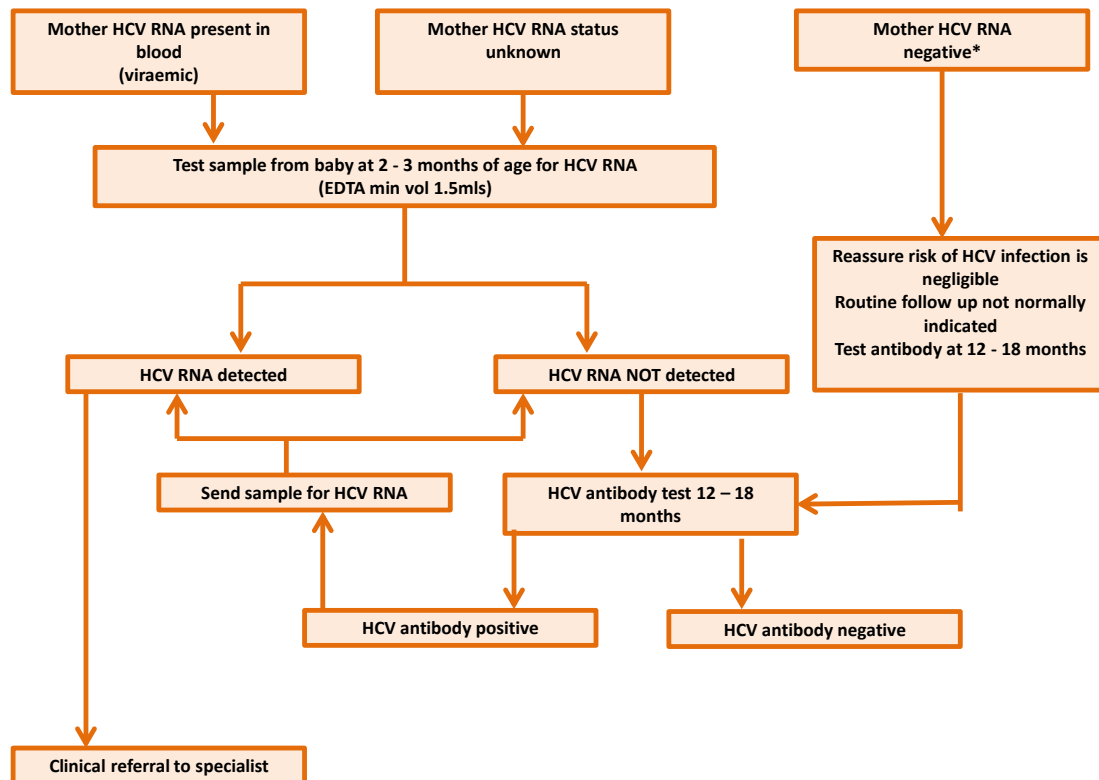 Mother HCV RNA present in
blood
(viraemic)
Mother HCV RNA status
unknown
Mother HCV RNA
negative*
Test sample from baby at 2 - 3 months of age for HCV RNA
(EDTA min vol 1.5mls)
Reassure risk of HCV infection is
negligible
Routine follow up not normally
indicated
Test antibody at 12 - 18 months
HCV RNA detected
HCV RNA NOT detected
Send sample for HCV RNA
HCV antibody test 12 – 18
months
HCV antibody positive
HCV antibody negative
Clinical referral to specialist